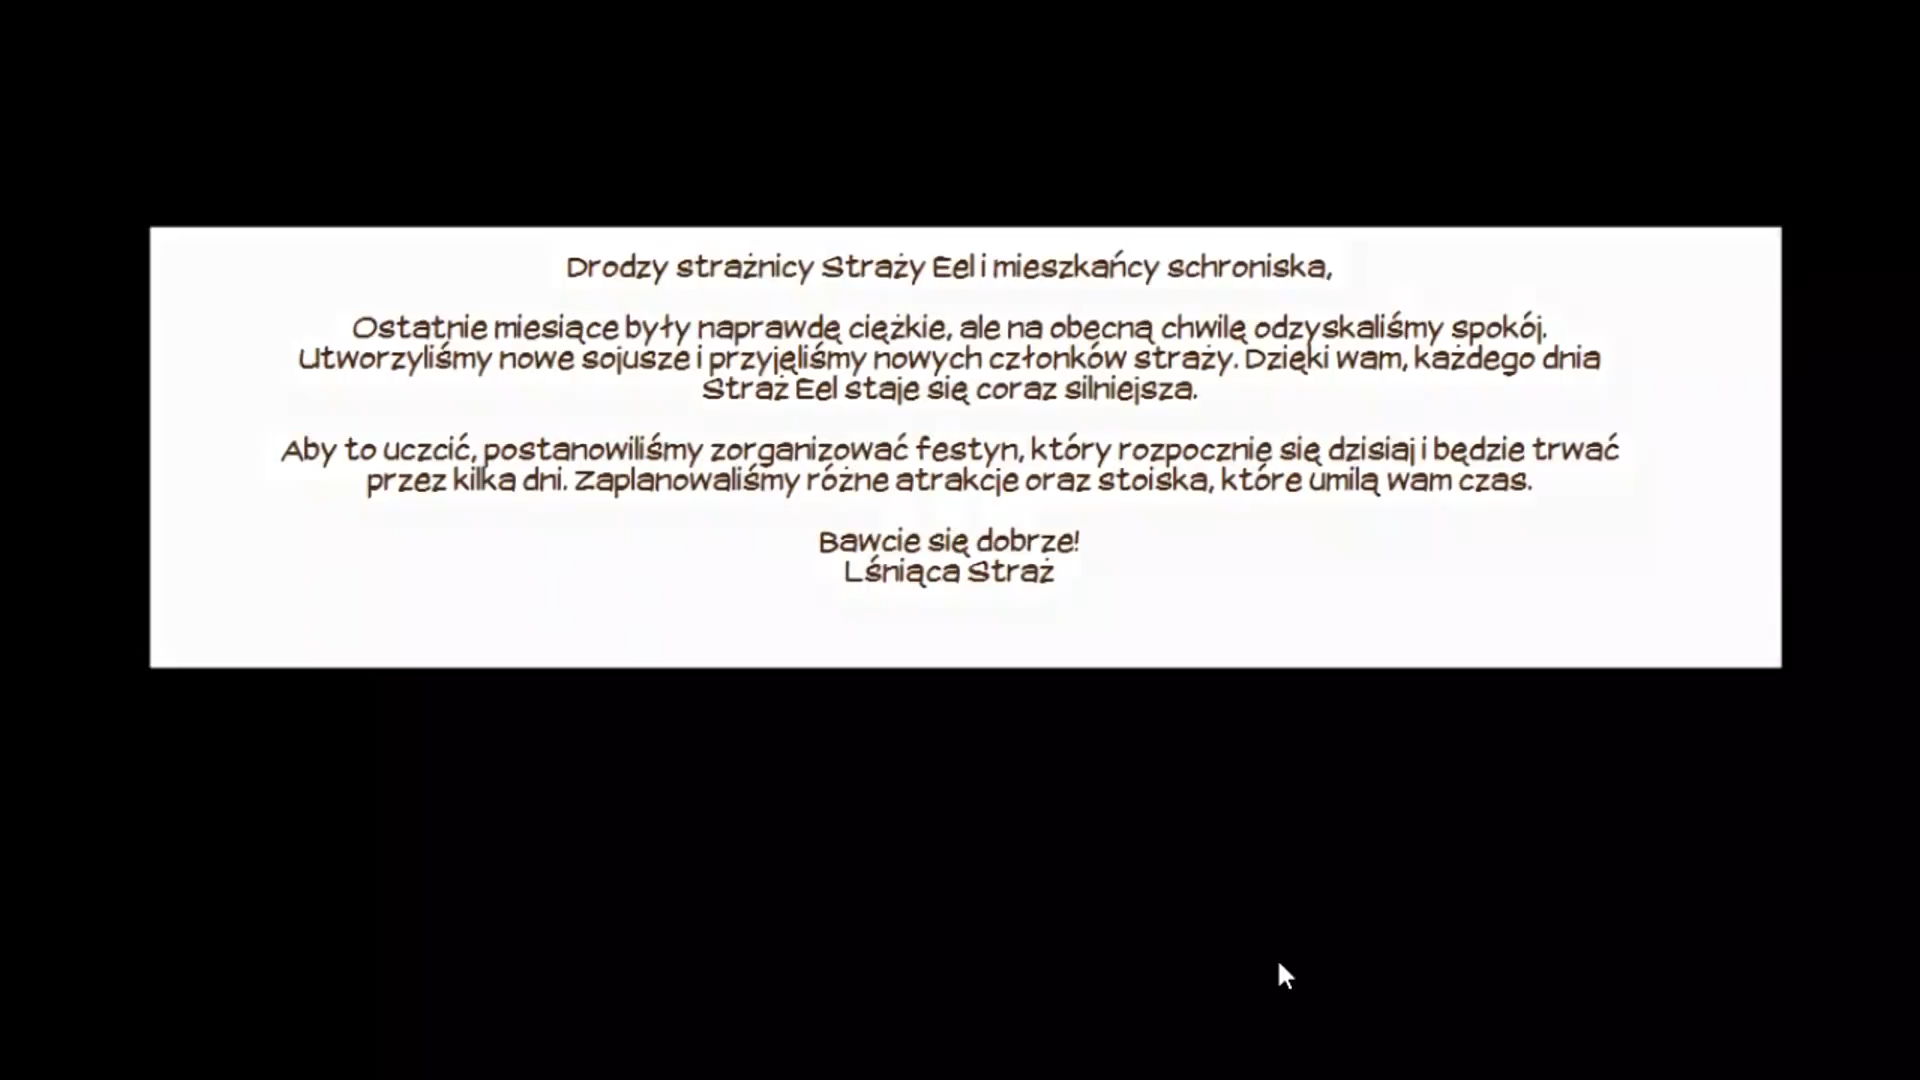 Drodzy strażnicy Straży Eel i mieszkańcy schroniska,
Ostatnie miesiące były naprawdę ciężkie, ale na obecną chwilę odzyskaliśmy spokój.
Utworzyliśmy nowe sojusze i przyjęliśmy nowych członków straży. Dzięki wam, każdego dnia
Straż Eel staje się coraz silniejsza.
Aby to uczcić, postanowiliśmy zorganizować festyn, który rozpocznie się dzisiaj i będzie trwać
przez kilka dni. Zaplanowaliśmy różne atrakcje oraz stoiska, które umilą wam czas.
Bawcie się dobrze!
Lśniąca Straż